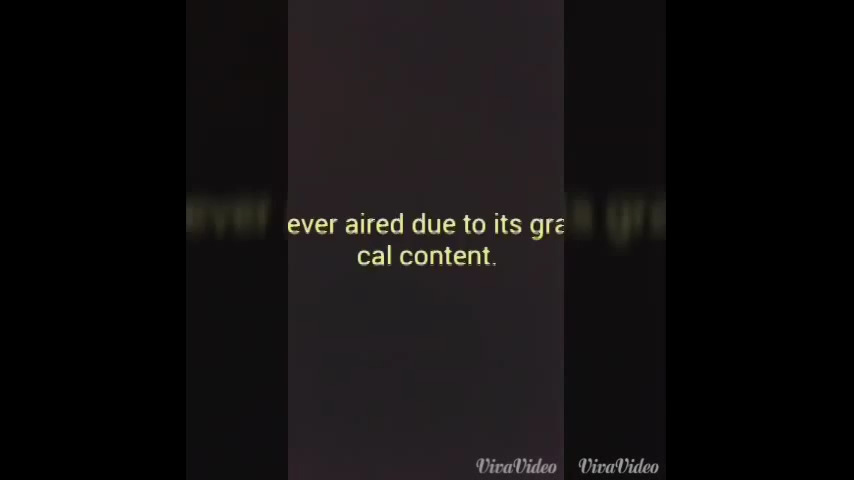 ever aired due to its gra
cal content.
VivaVideo VivaVideo